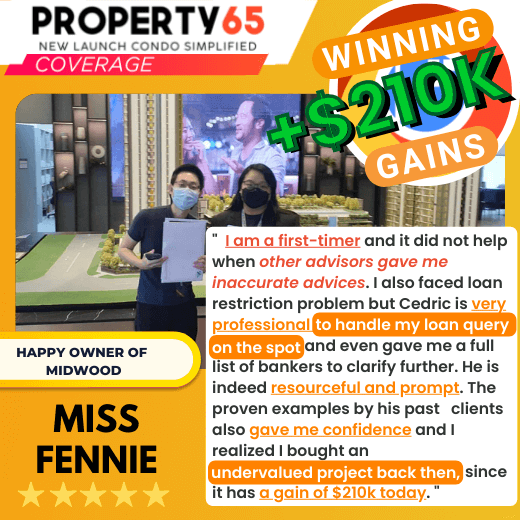 PROPERTY65
NEW LAUNCH CONDO SIMPLIFIED
COVERAGE
WINNING
+$210K
GAINS
" I am a first-timer and it did not help
when other advisors gave me
inaccurate advices. I also faced loan
restriction problem but Cedric is very
professional to handle my loan query
on the spot and even gave me a full
list of bankers to clarify further. He is
indeed resourceful and prompt. The
proven examples by his past clients
also gave me confidence and I
realized I bought an
undervalued project back then, since
it has a gain of $210k today. "
HAPPY OWNER OF
MIDWOOD
MISS
FENNIE